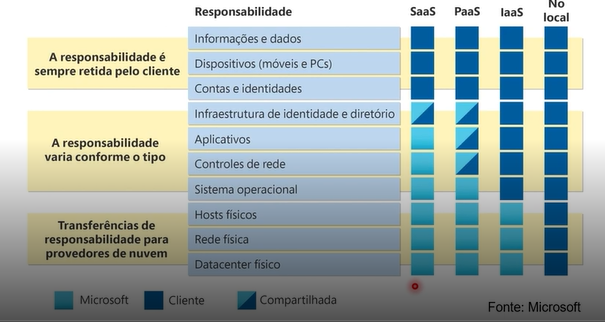 Responsabilidade SaaS PaaS IaaS No local
A responsabilidade é
sempre retida pelo cliente
Informações e dados
Dispositivos (móveis e PCs)
Contas e identidades
A responsabilidade
varia conforme o tipo
Infraestrutura de identidade e diretório
Aplicativos
Controles de rede
Sistema operacional
Transferências de
responsabilidade para
provedores de nuvem
Hosts físicos
Rede física
Datacenter físico
Microsoft Cliente Compartilhada
Fonte: Microsoft